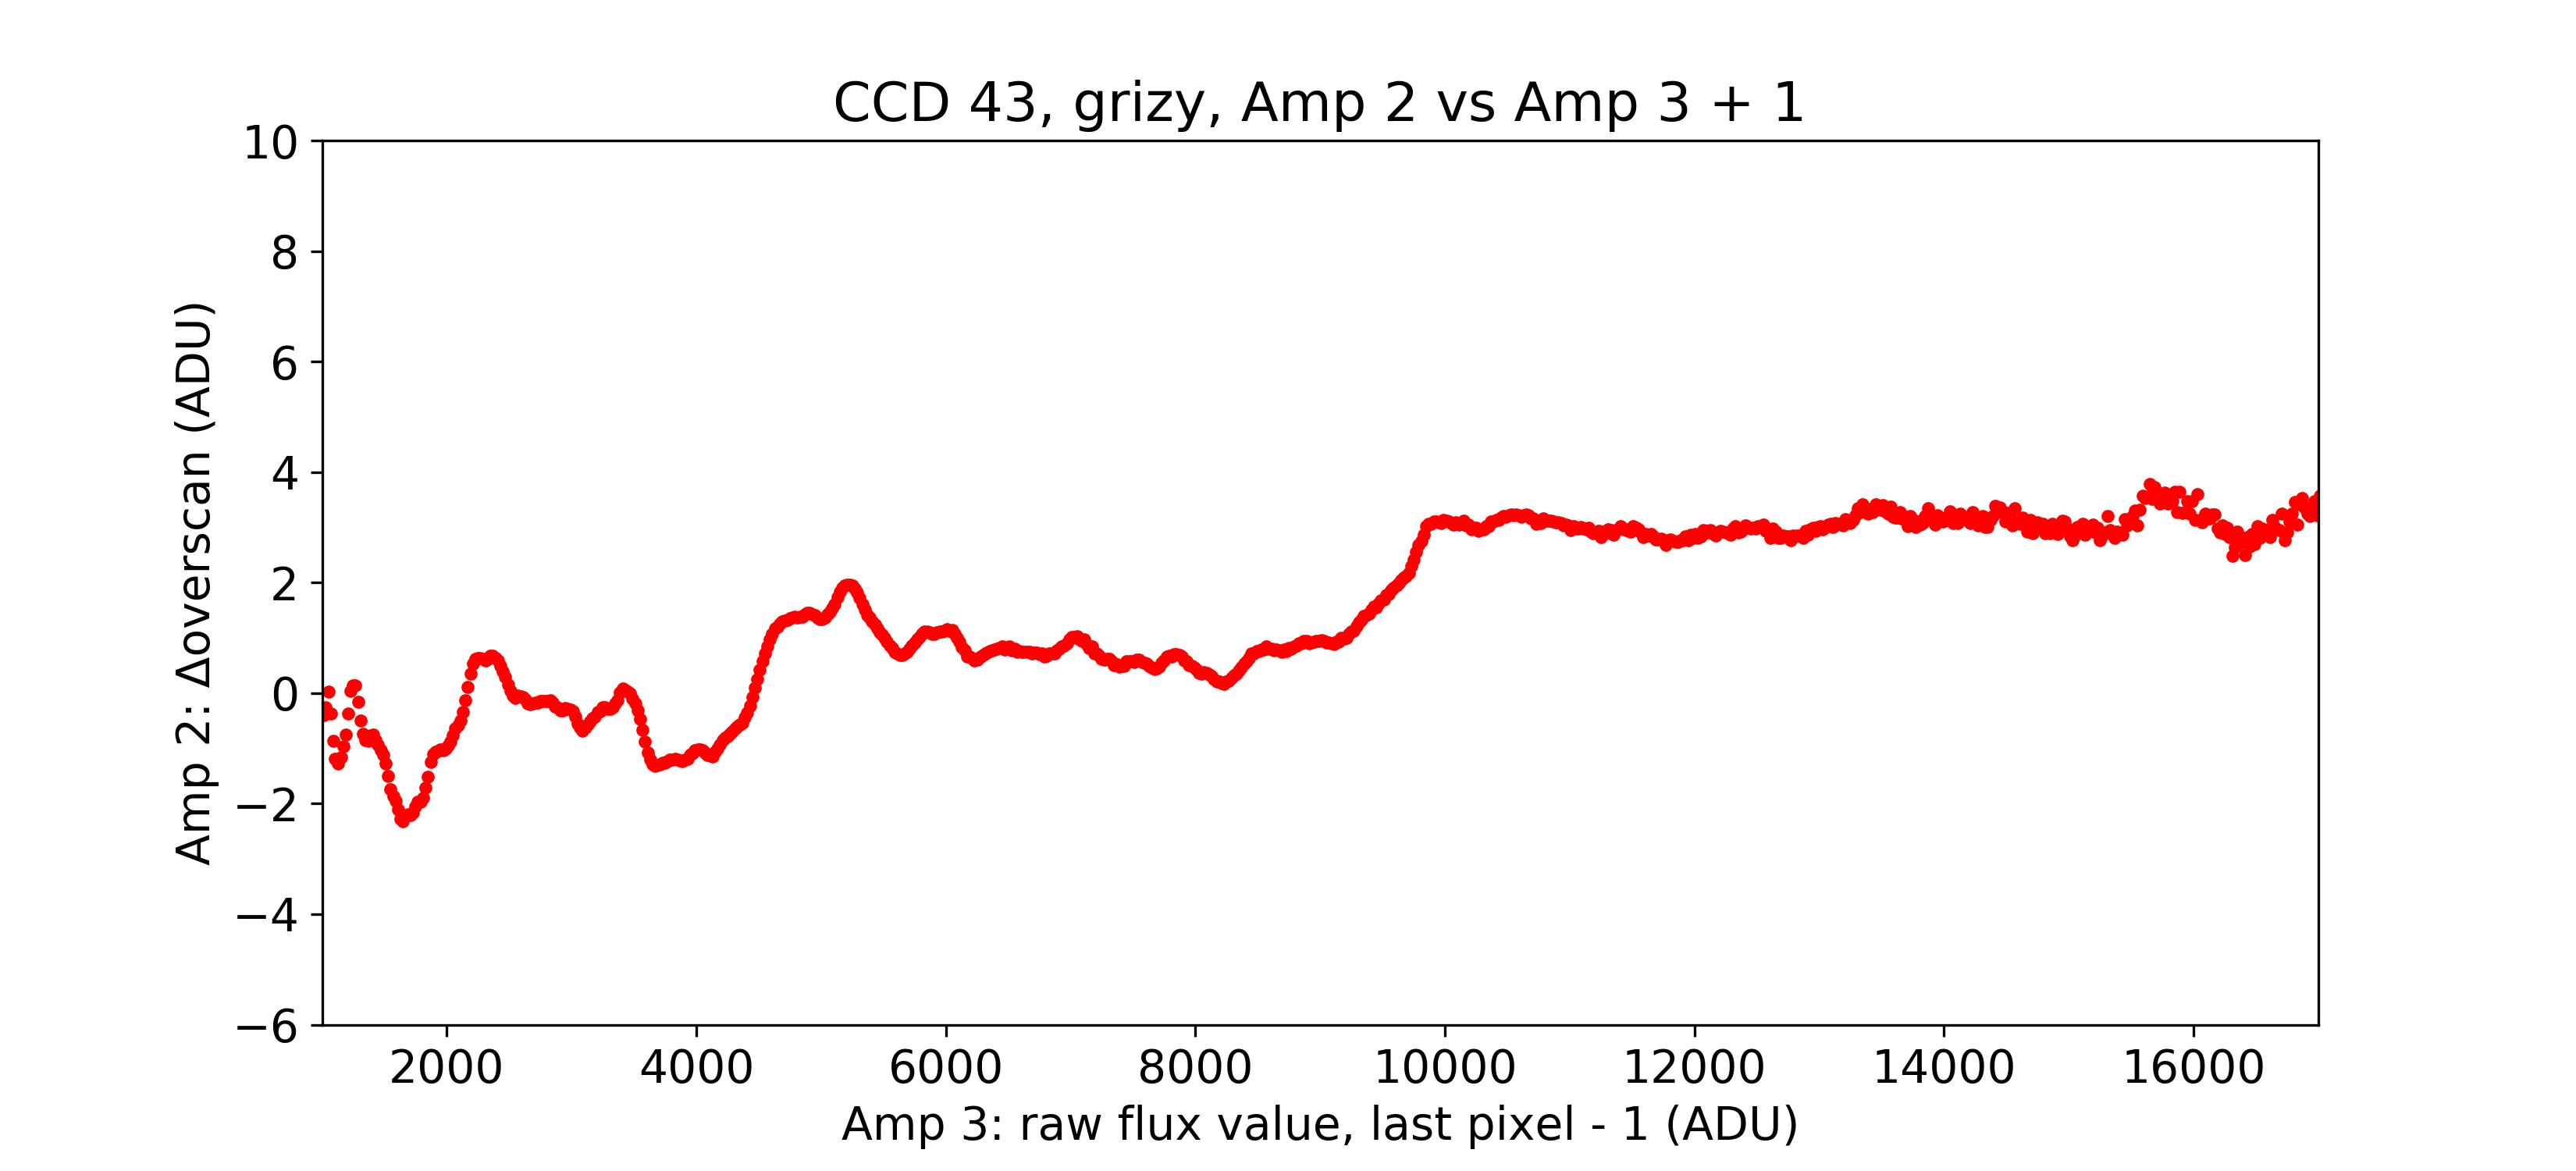 CCD 43, grizy, Amp 2 vs Amp 3 + 1
10
8
6
4
2
0
−2
−4
−6
Amp 2: Δoverscan (ADU)
2000 4000 6000 8000 10000 12000 14000 16000
Amp 3: raw flux value, last pixel - 1 (ADU)